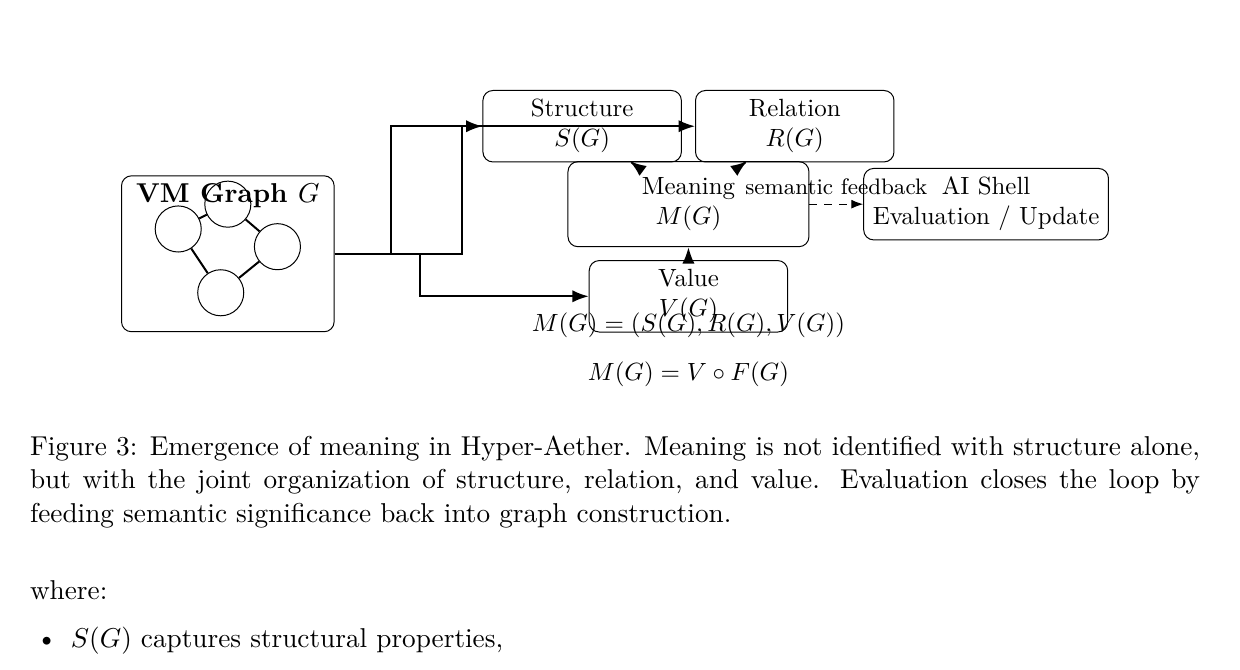 Structure
S(G)
Relation
R(G)
VM Graph G
Meaning
M(G)
semantic feedback
AI Shell
Evaluation / Update
Value
V(G)
M(G) = (S(G), R(G), V(G))
M(G) = V ∘ F(G)
Figure 3: Emergence of meaning in Hyper-Aether. Meaning is not identified with structure alone,
but with the joint organization of structure, relation, and value. Evaluation closes the loop by
feeding semantic significance back into graph construction.
where:
• S(G) captures structural properties,